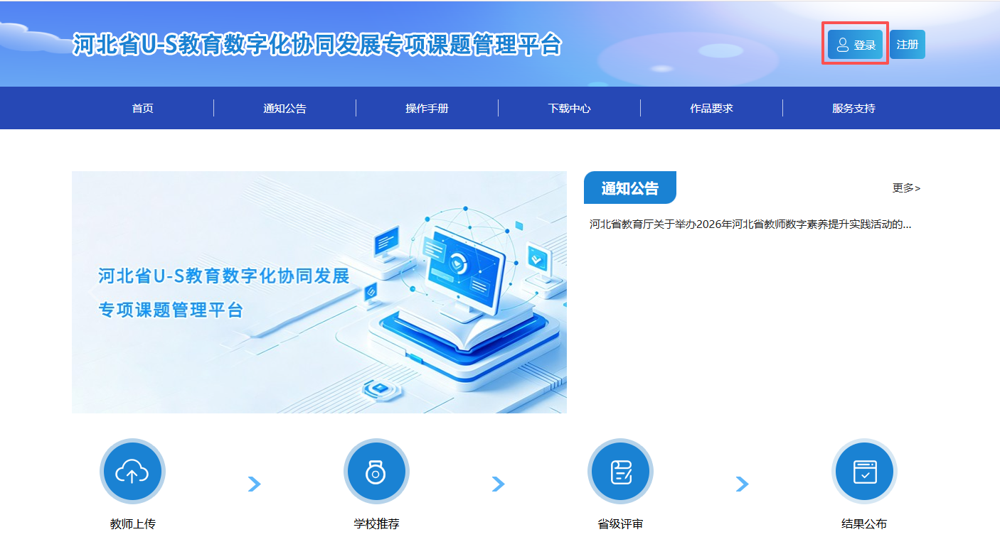 河北省U-S教育数字化协同发展专项课题管理平台
登录
注册
首页
通知公告
操作手册
下载中心
作品要求
服务支持
河北省U-S教育数字化协同发展
专项课题管理平台
通知公告
更多>
河北省教育厅关于举办2026年河北省教师数字素养提升实践活动的...
教师上传
学校推荐
省级评审
结果公布